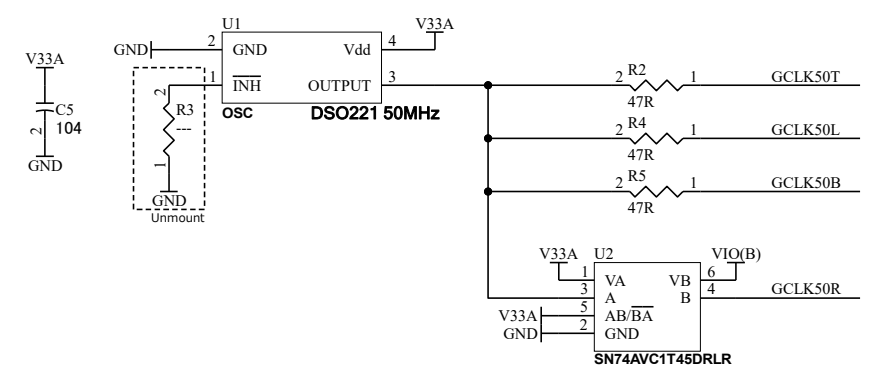 U1
V33A
GND 2 GND Vdd 4
V33A
1 INH OUTPUT 3
OSC DSO221 50MHz
C5
104
2
GND
2
R3
---
1
GND
Unmount
R2
2 1 GCLK50T
47R
R4
2 1 GCLK50L
47R
R5
2 1 GCLK50B
47R
V33A U2 VIO(B)
1 VA VB 6
3 A B 4 GCLK50R
V33A 5 AB/BA
GND 2 GND
SN74AVC1T45DRLR